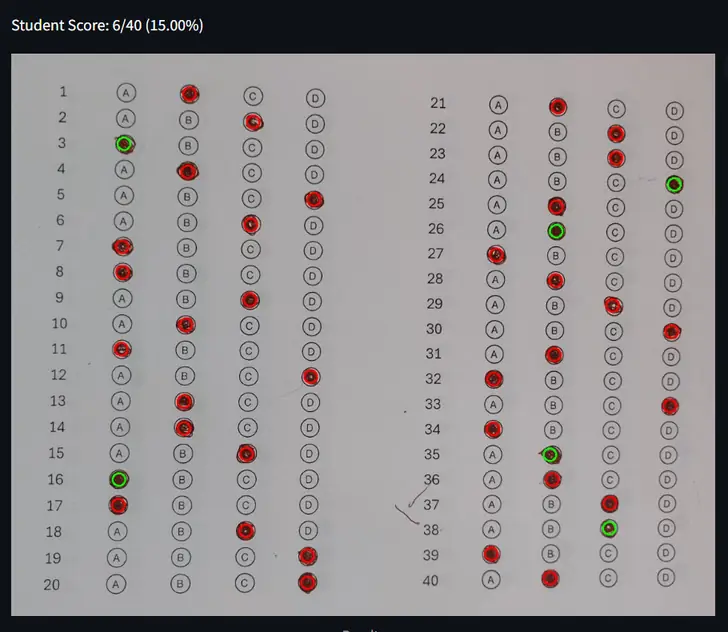 Student Score: 6/40 (15.00%)
1 A C D
2 A B D
3 B C D
4 A C D
5 A B C
6 A B D
7 B C D
8 B C D
9 A B D
10 A C D
11 B C D
12 A B C
13 A C D
14 A C D
15 A B D
16 B C D
17 B C D
18 A B D
19 A B C
20 A B C
21 A C D
22 A B D
23 A B D
24 A B C
25 A C D
26 A C D
27 B C D
28 A C D
29 A B D
30 A B C
31 A C D
32 B C D
33 A B C
34 B C D
35 A C D
36 A C D
37 A B D
38 A B D
39 B C D
40 A C D